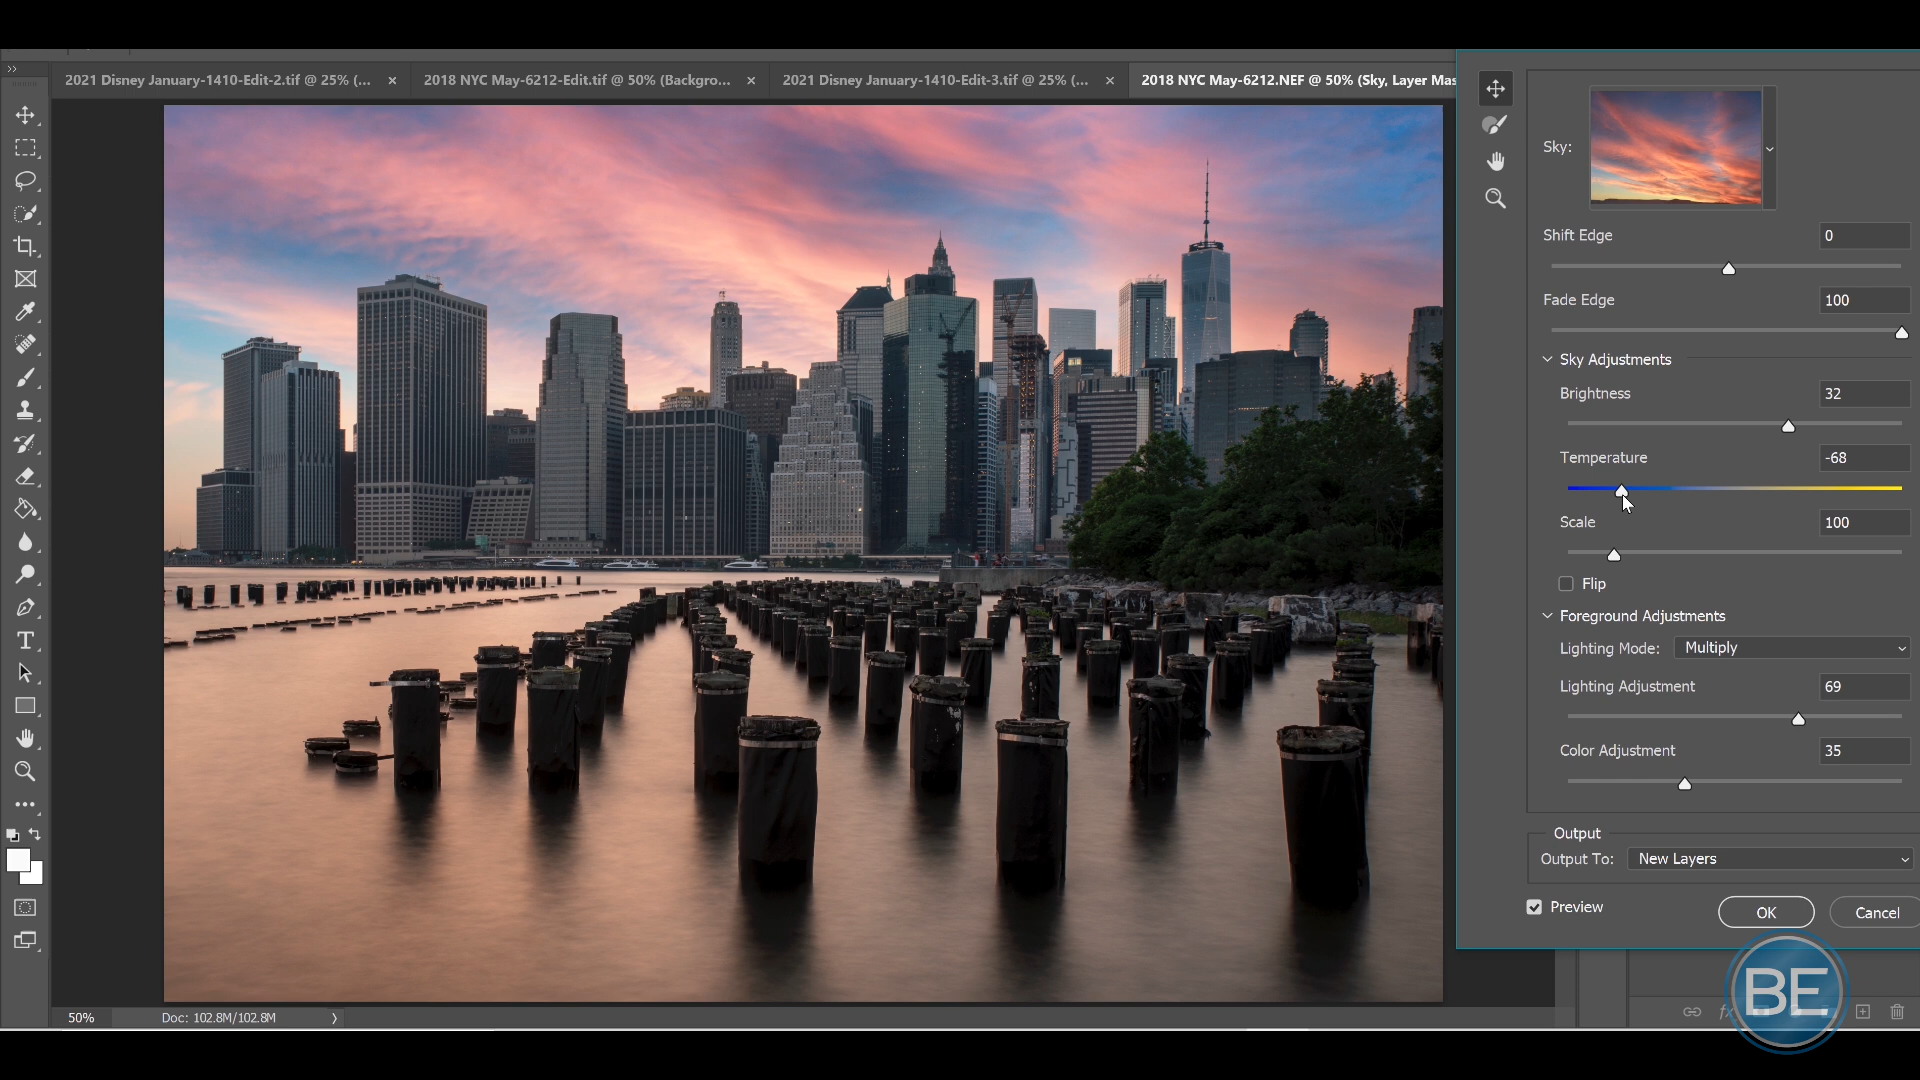 2021 Disney January-1410-Edit-2.tif @ 25% (... × 2018 NYC May-6212-Edit.tif @ 50% (Backgro... × 2021 Disney January-1410-Edit-3.tif @ 25% (... × 2018 NYC May-6212.NEF @ 50% (Sky, Layer Mas
Sky:
Shift Edge 0
Fade Edge 100
Sky Adjustments
Brightness 32
Temperature -68
Scale 100
Flip
Foreground Adjustments
Lighting Mode: Multiply
Lighting Adjustment 69
Color Adjustment 35
Output
Output To: New Layers
Preview OK Cancel
BE
50% Doc: 102.8M/102.8M